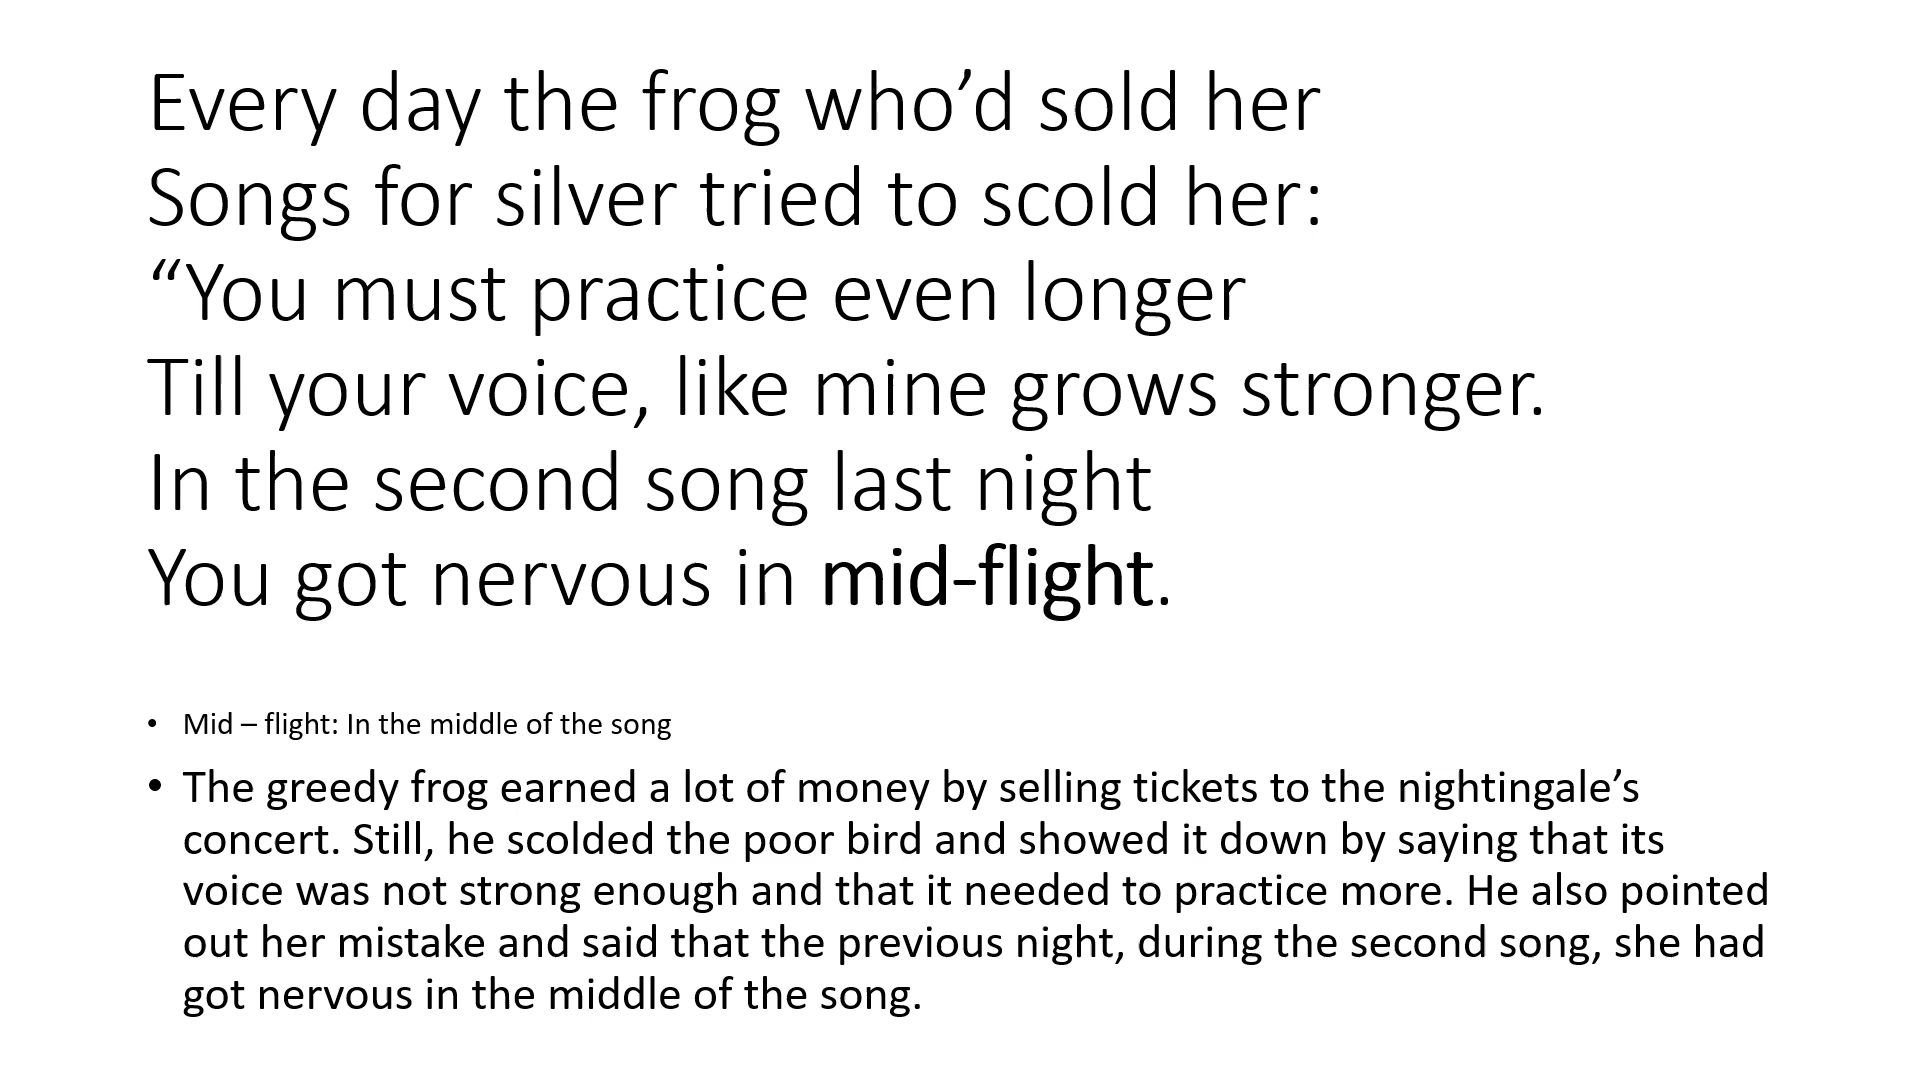 Every day the frog who’d sold her
Songs for silver tried to scold her:
“You must practice even longer
Till your voice, like mine grows stronger.
In the second song last night
You got nervous in mid-flight.
• Mid – flight: In the middle of the song
• The greedy frog earned a lot of money by selling tickets to the nightingale’s
concert. Still, he scolded the poor bird and showed it down by saying that its
voice was not strong enough and that it needed to practice more. He also pointed
out her mistake and said that the previous night, during the second song, she had
got nervous in the middle of the song.